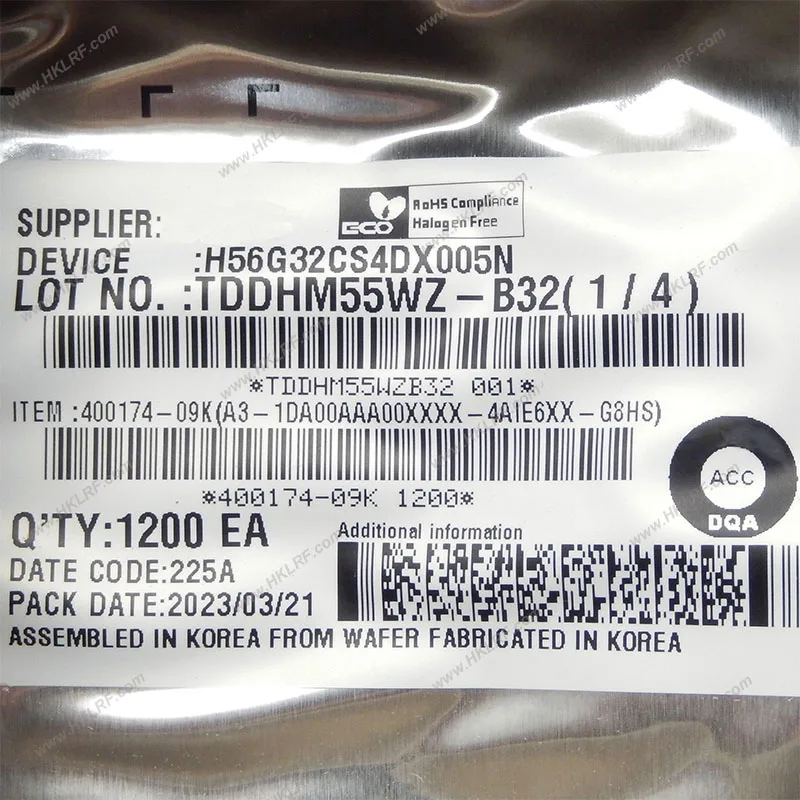 www.HKLRF.com
SUPPLIER:
ECO
RoHS Compliance
Halogen Free
DEVICE :H56G32CS4DX005N
LOT NO. :TDDHM55WZ-B32(1/4)
*TDDHM55WZB32 001*
ITEM :400174-09K(A3-1DA00AAA00XXXX-4A1E6XX-G8HS)
*400174-09K 1200*
ACC
DQA
Q'TY:1200 EA
Additional information
DATE CODE:225A
PACK DATE:2023/03/21
ASSEMBLED IN KOREA FROM WAFER FABRICATED IN KOREA